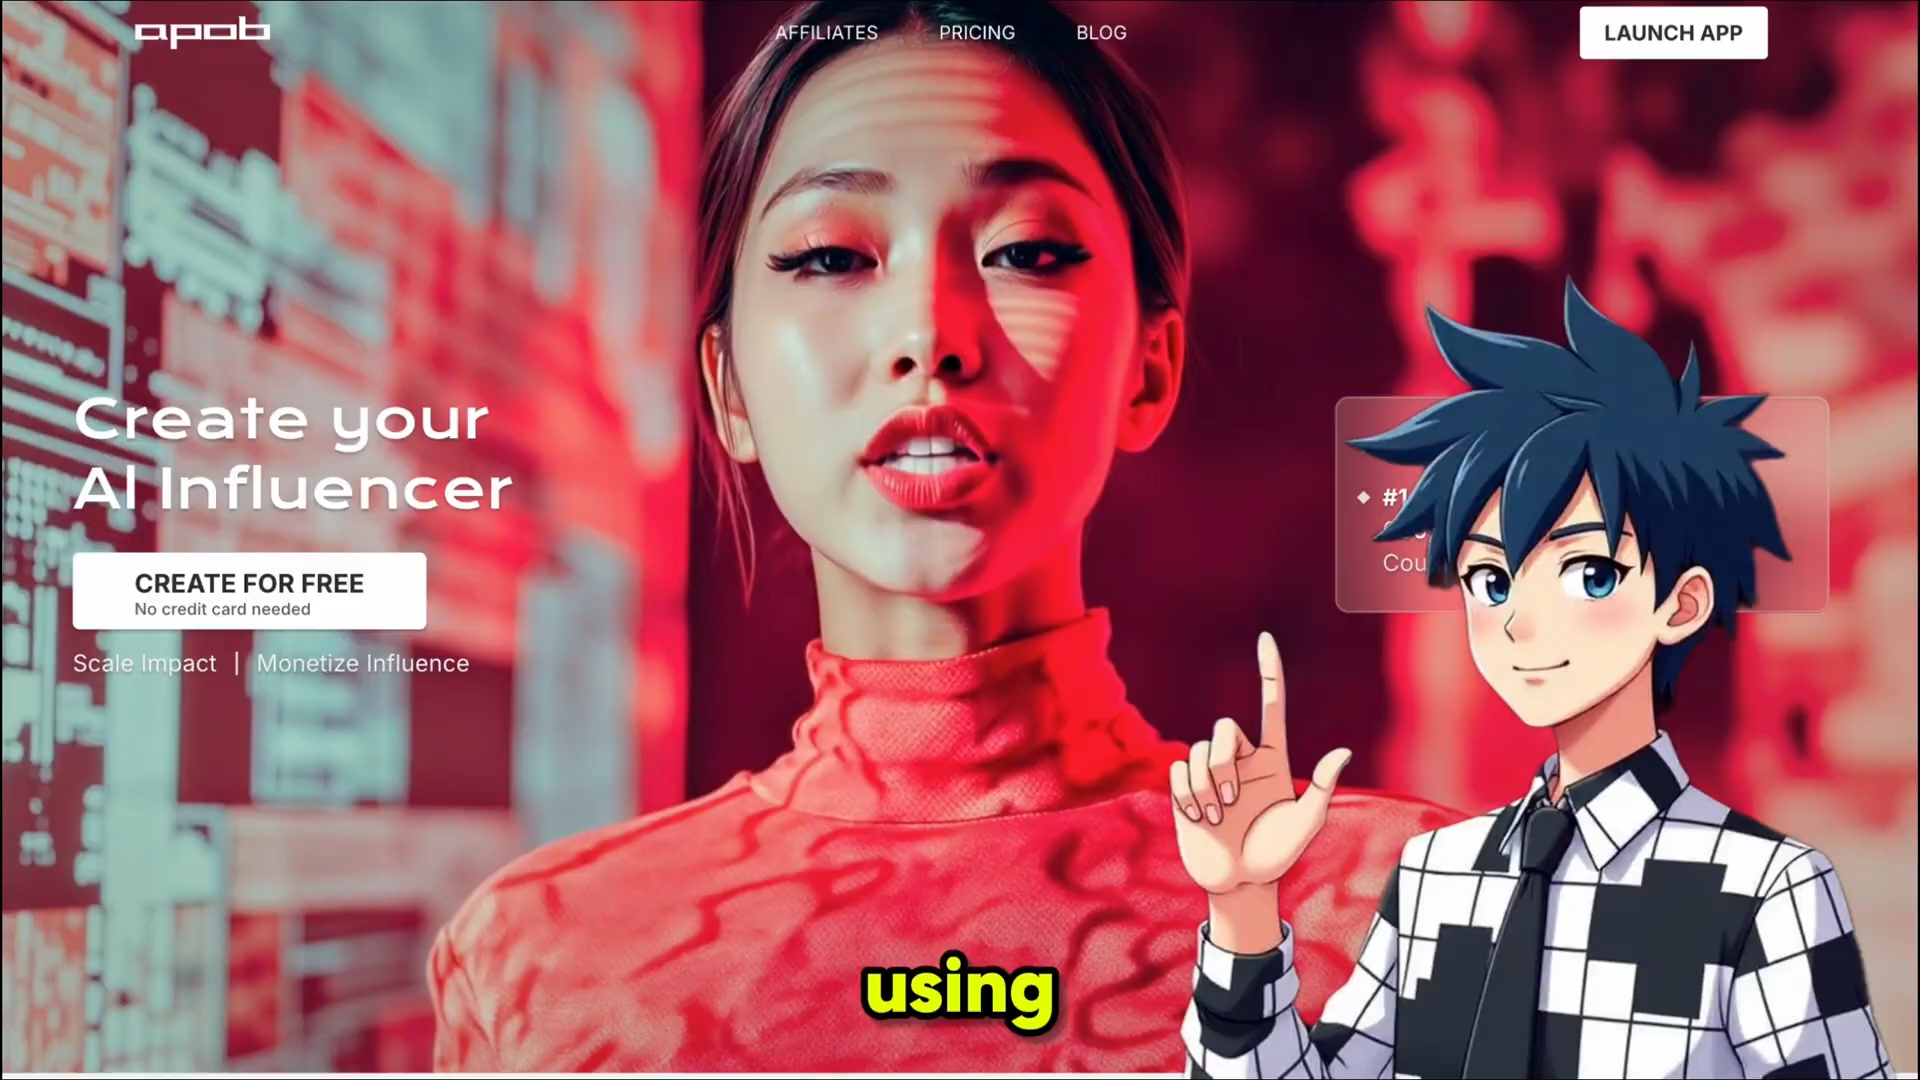 apob
AFFILIATES
PRICING
BLOG
LAUNCH APP
Create your
AI Influencer
CREATE FOR FREE
No credit card needed
Scale Impact | Monetize Influence
#1
Cou
using